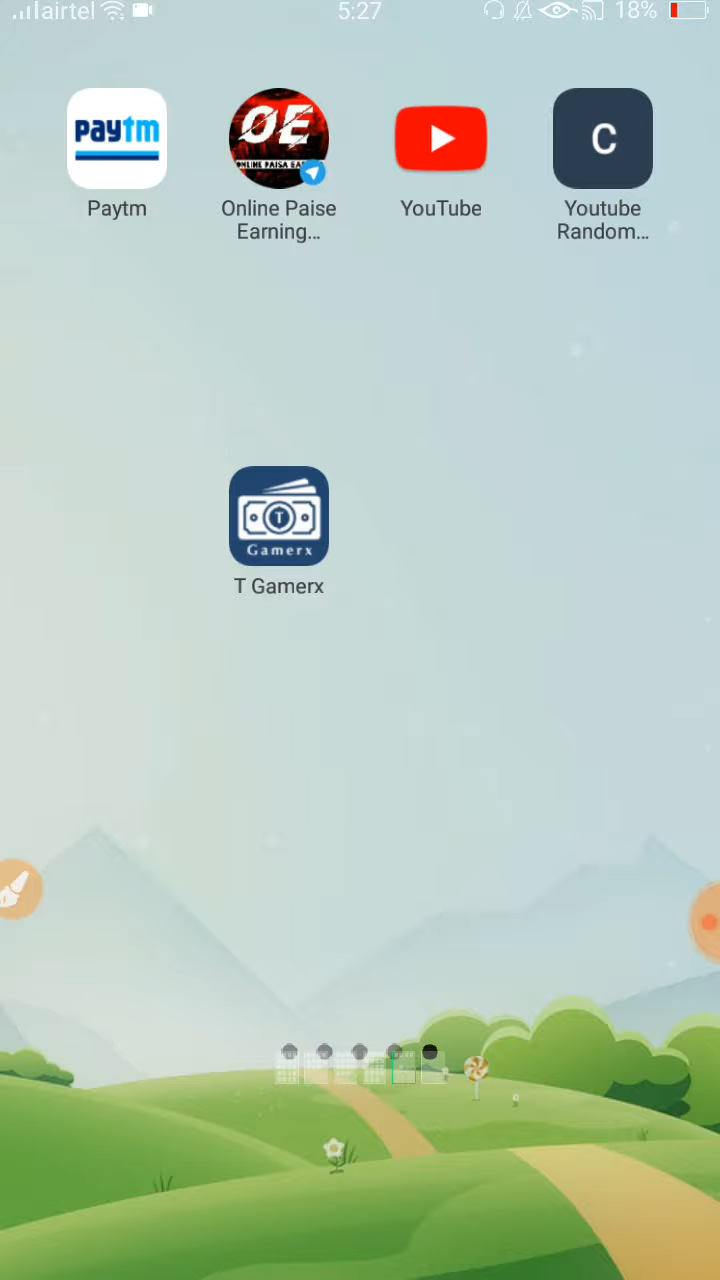 airtel 5:27 18%
paytm
OE
ONLINE PAISA
C
Paytm
Online Paise
Earning...
YouTube
Youtube
Random...
T
Gamerx
T Gamerx